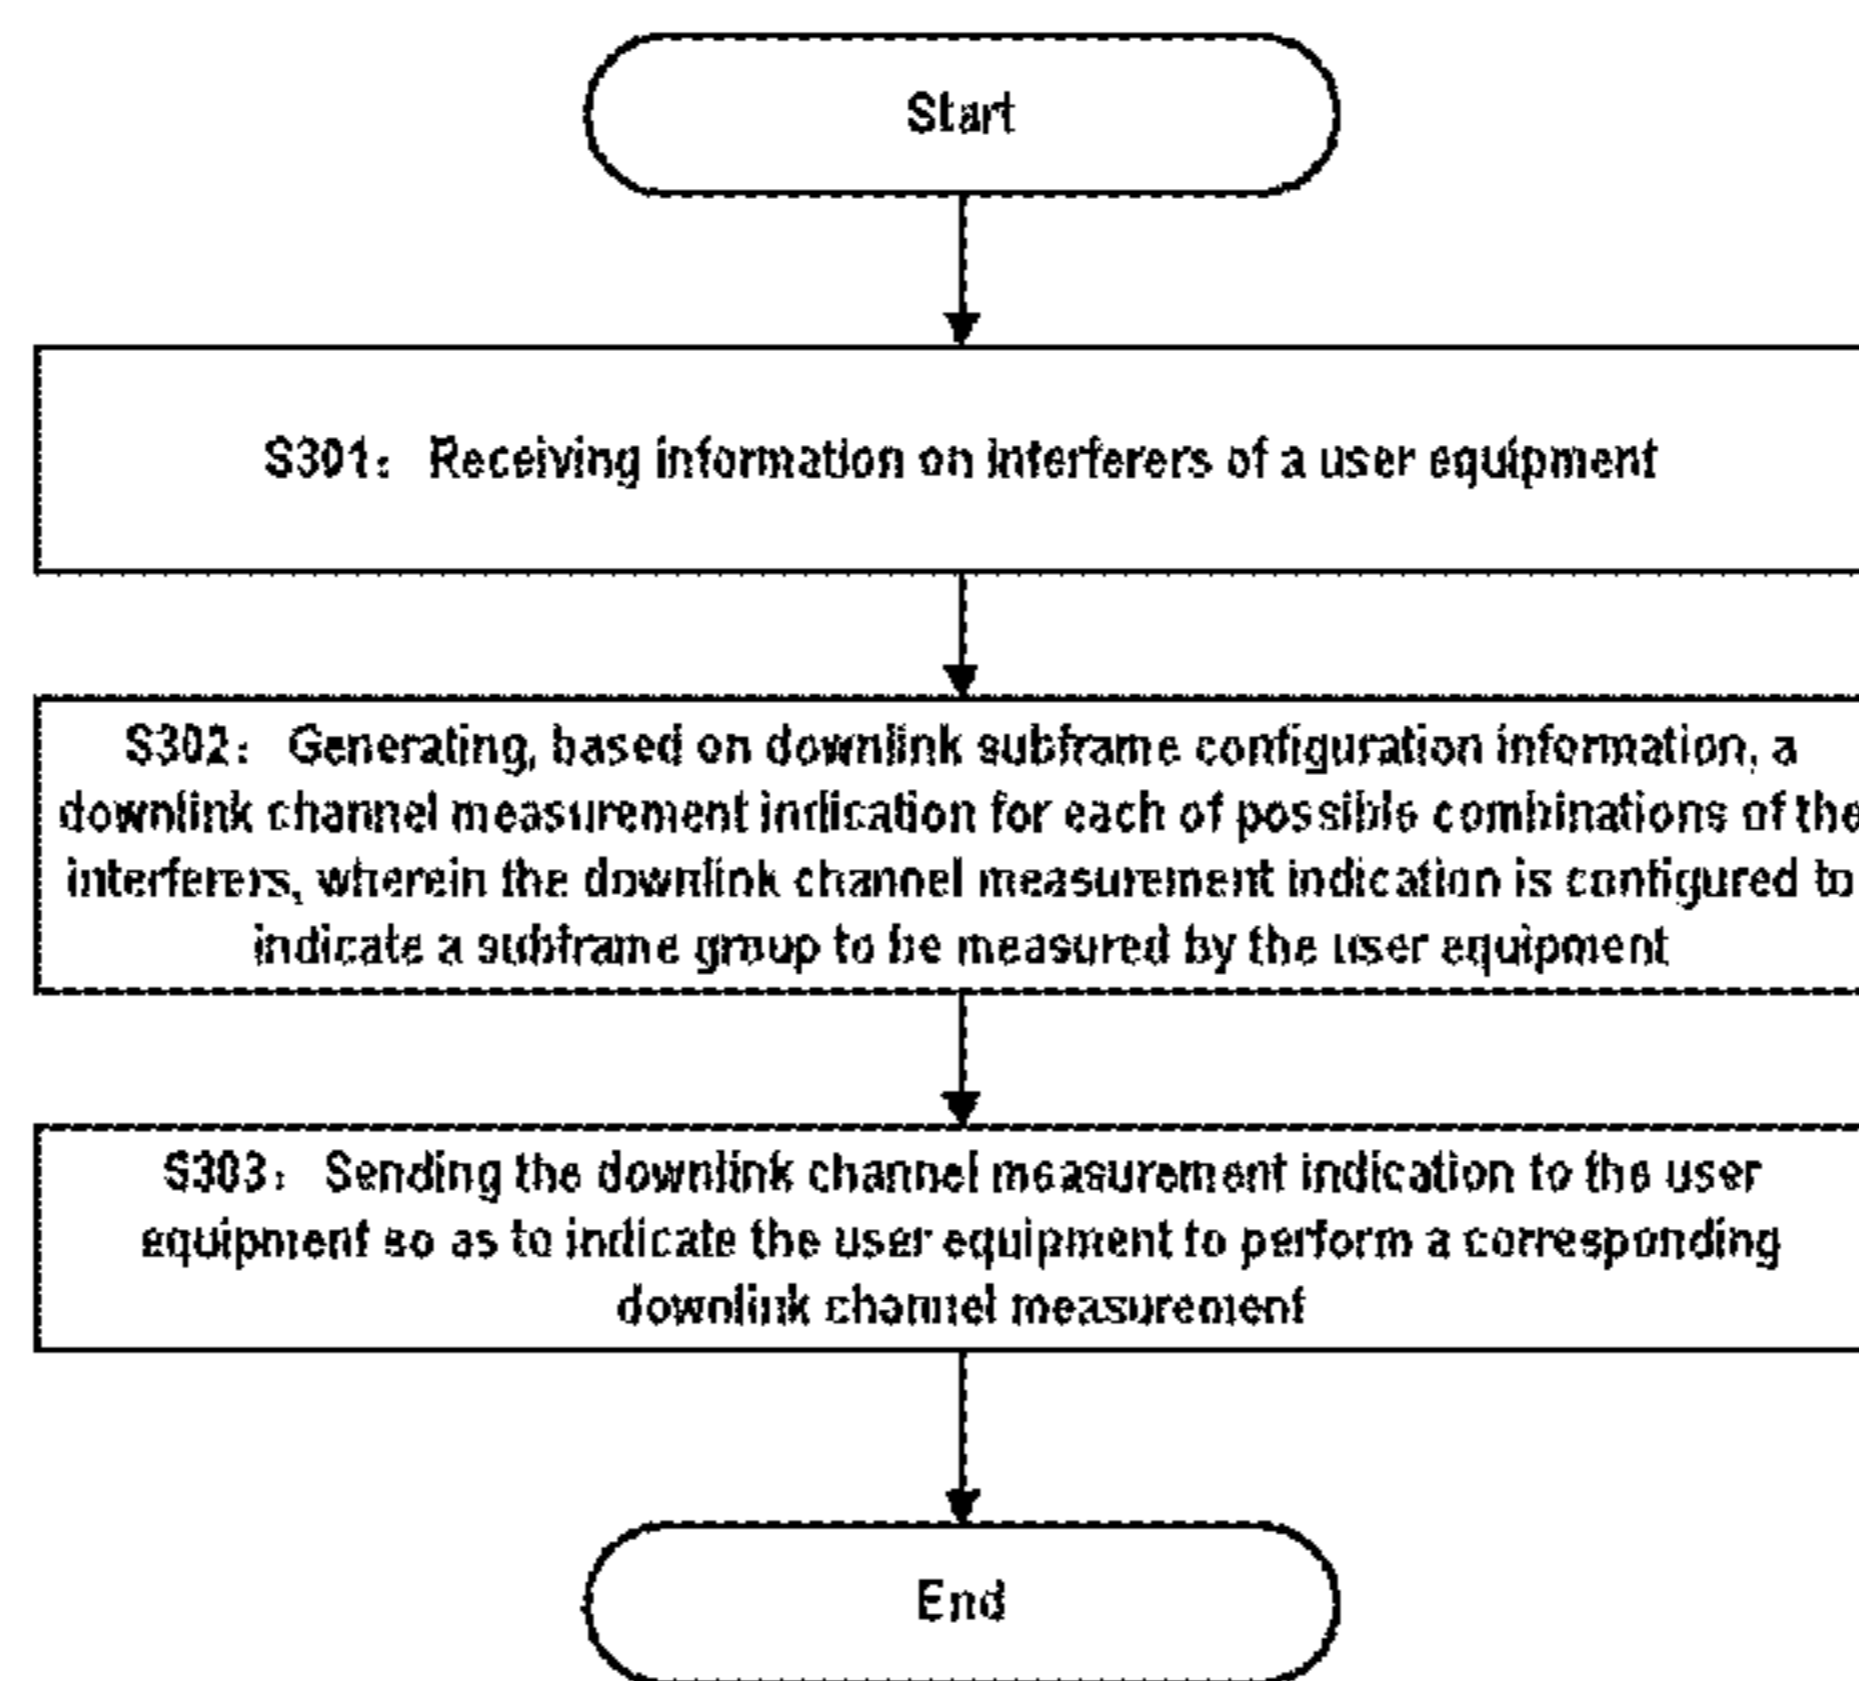 Start
S301: Receiving information on interferers of a user equipment
S302: Generating, based on downlink subframe configuration information, a
downlink channel measurement indication for each of possible combinations of the
interferers, wherein the downlink channel measurement indication is configured to
indicate a subframe group to be measured by the user equipment
S303: Sending the downlink channel measurement indication to the user
equipment so as to indicate the user equipment to perform a corresponding
downlink channel measurement
End